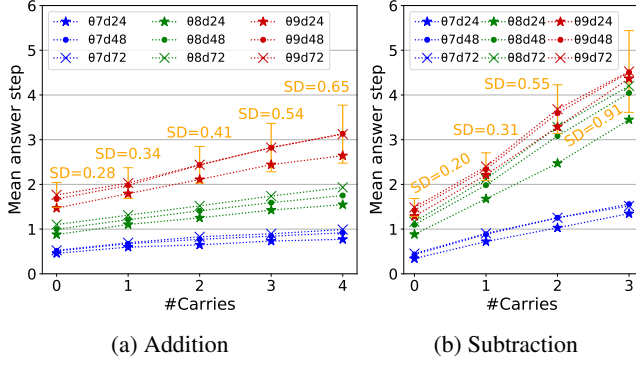 6
5
4
3
2
1
0
Mean answer step
θ7d24 θ8d24 θ9d24
θ7d48 θ8d48 θ9d48
θ7d72 θ8d72 θ9d72
SD=0.28
SD=0.34
SD=0.41
SD=0.54
SD=0.65
0 1 2 3 4
#Carries
(a) Addition
6
5
4
3
2
1
0
Mean answer step
θ7d24 θ8d24 θ9d24
θ7d48 θ8d48 θ9d48
θ7d72 θ8d72 θ9d72
SD=0.20
SD=0.31
SD=0.55
SD=0.91
0 1 2 3
#Carries
(b) Subtraction